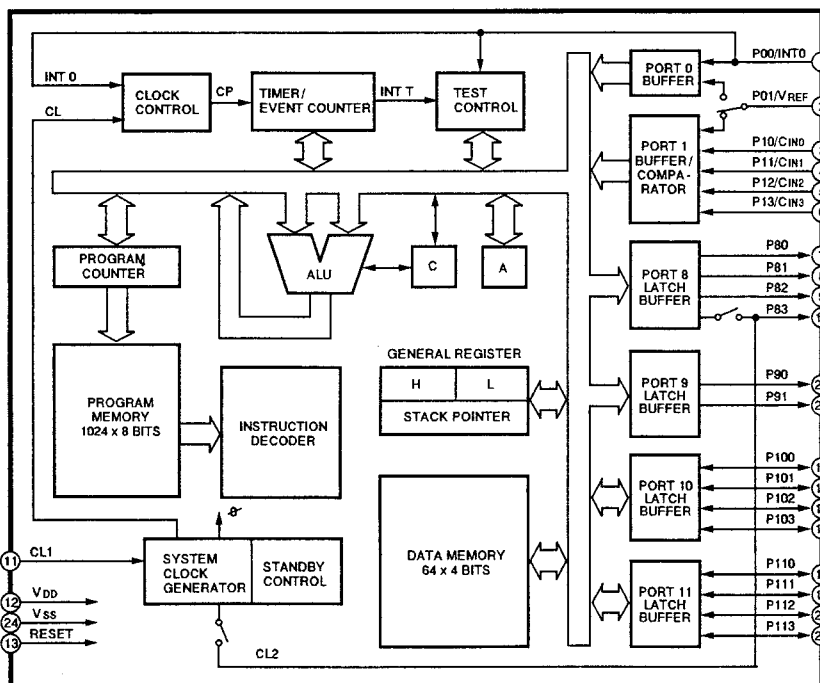 P00/INT0
PORT 0
BUFFER
INT 0
CLOCK
CONTROL
CP
TIMER/
EVENT COUNTER
INT T
TEST
CONTROL
P01/VREF
CL
PORT 1
BUFFER/
COMPA-
RATOR
P10/CIN0
P11/CIN1
P12/CIN2
P13/CIN3
PROGRAM
COUNTER
ALU
C
A
PORT 8
LATCH
BUFFER
P80
P81
P82
P83
GENERAL REGISTER
H
L
STACK POINTER
PORT 9
LATCH
BUFFER
P90
P91
PROGRAM
MEMORY
1024 x 8 BITS
INSTRUCTION
DECODER
PORT 10
LATCH
BUFFER
P100
P101
P102
P103
DATA MEMORY
64 x 4 BITS
11
CL1
SYSTEM
CLOCK
GENERATOR
STANDBY
CONTROL
PORT 11
LATCH
BUFFER
P110
P111
P112
P113
12
VDD
24
VSS
13
RESET
CL2